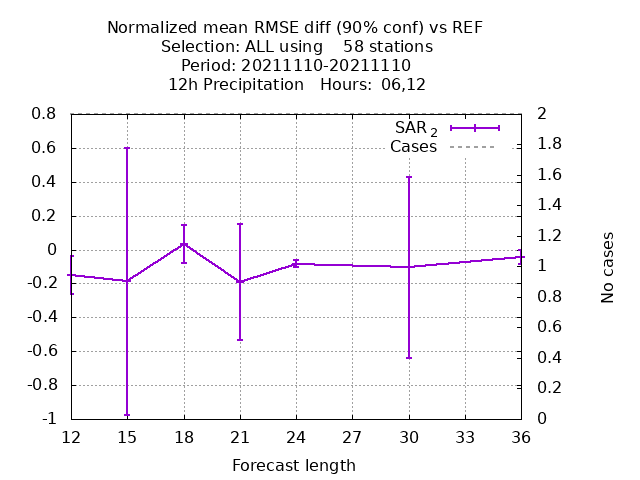 Normalized mean RMSE diff (90% conf) vs REF
Selection: ALL using    58 stations
Period: 20211110-20211110
12h Precipitation   Hours:  06,12
0.8
0.6
0.4
0.2
0
-0.2
-0.4
-0.6
-0.8
-1
SAR 2
Cases
2
1.8
1.6
1.4
1.2
1
0.8
0.6
0.4
0.2
0
No cases
12 15 18 21 24 27 30 33 36
Forecast length